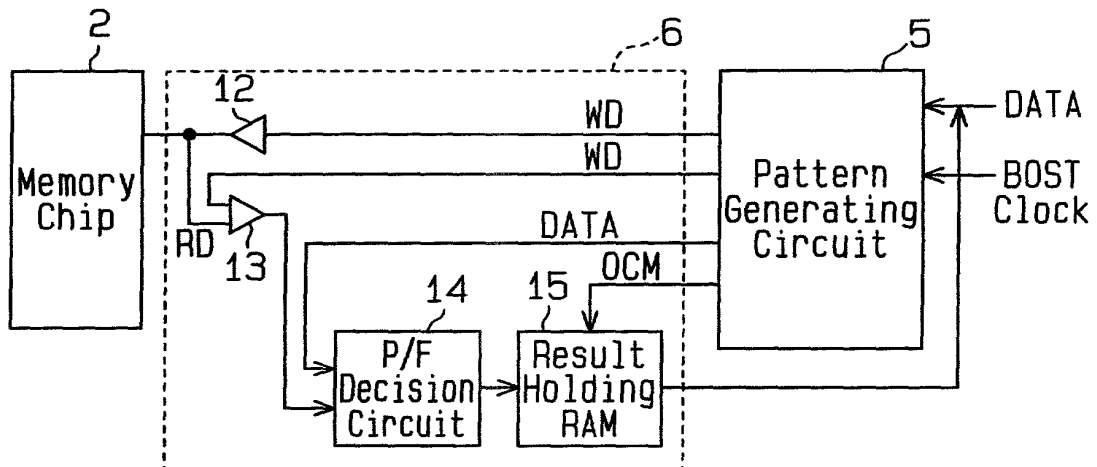 2
6
5
12
WD
DATA
WD
Memory
Chip
Pattern
Generating
Circuit
BOST
Clock
RD
13
DATA
OCM
14
15
P/F
Decision
Circuit
Result
Holding
RAM